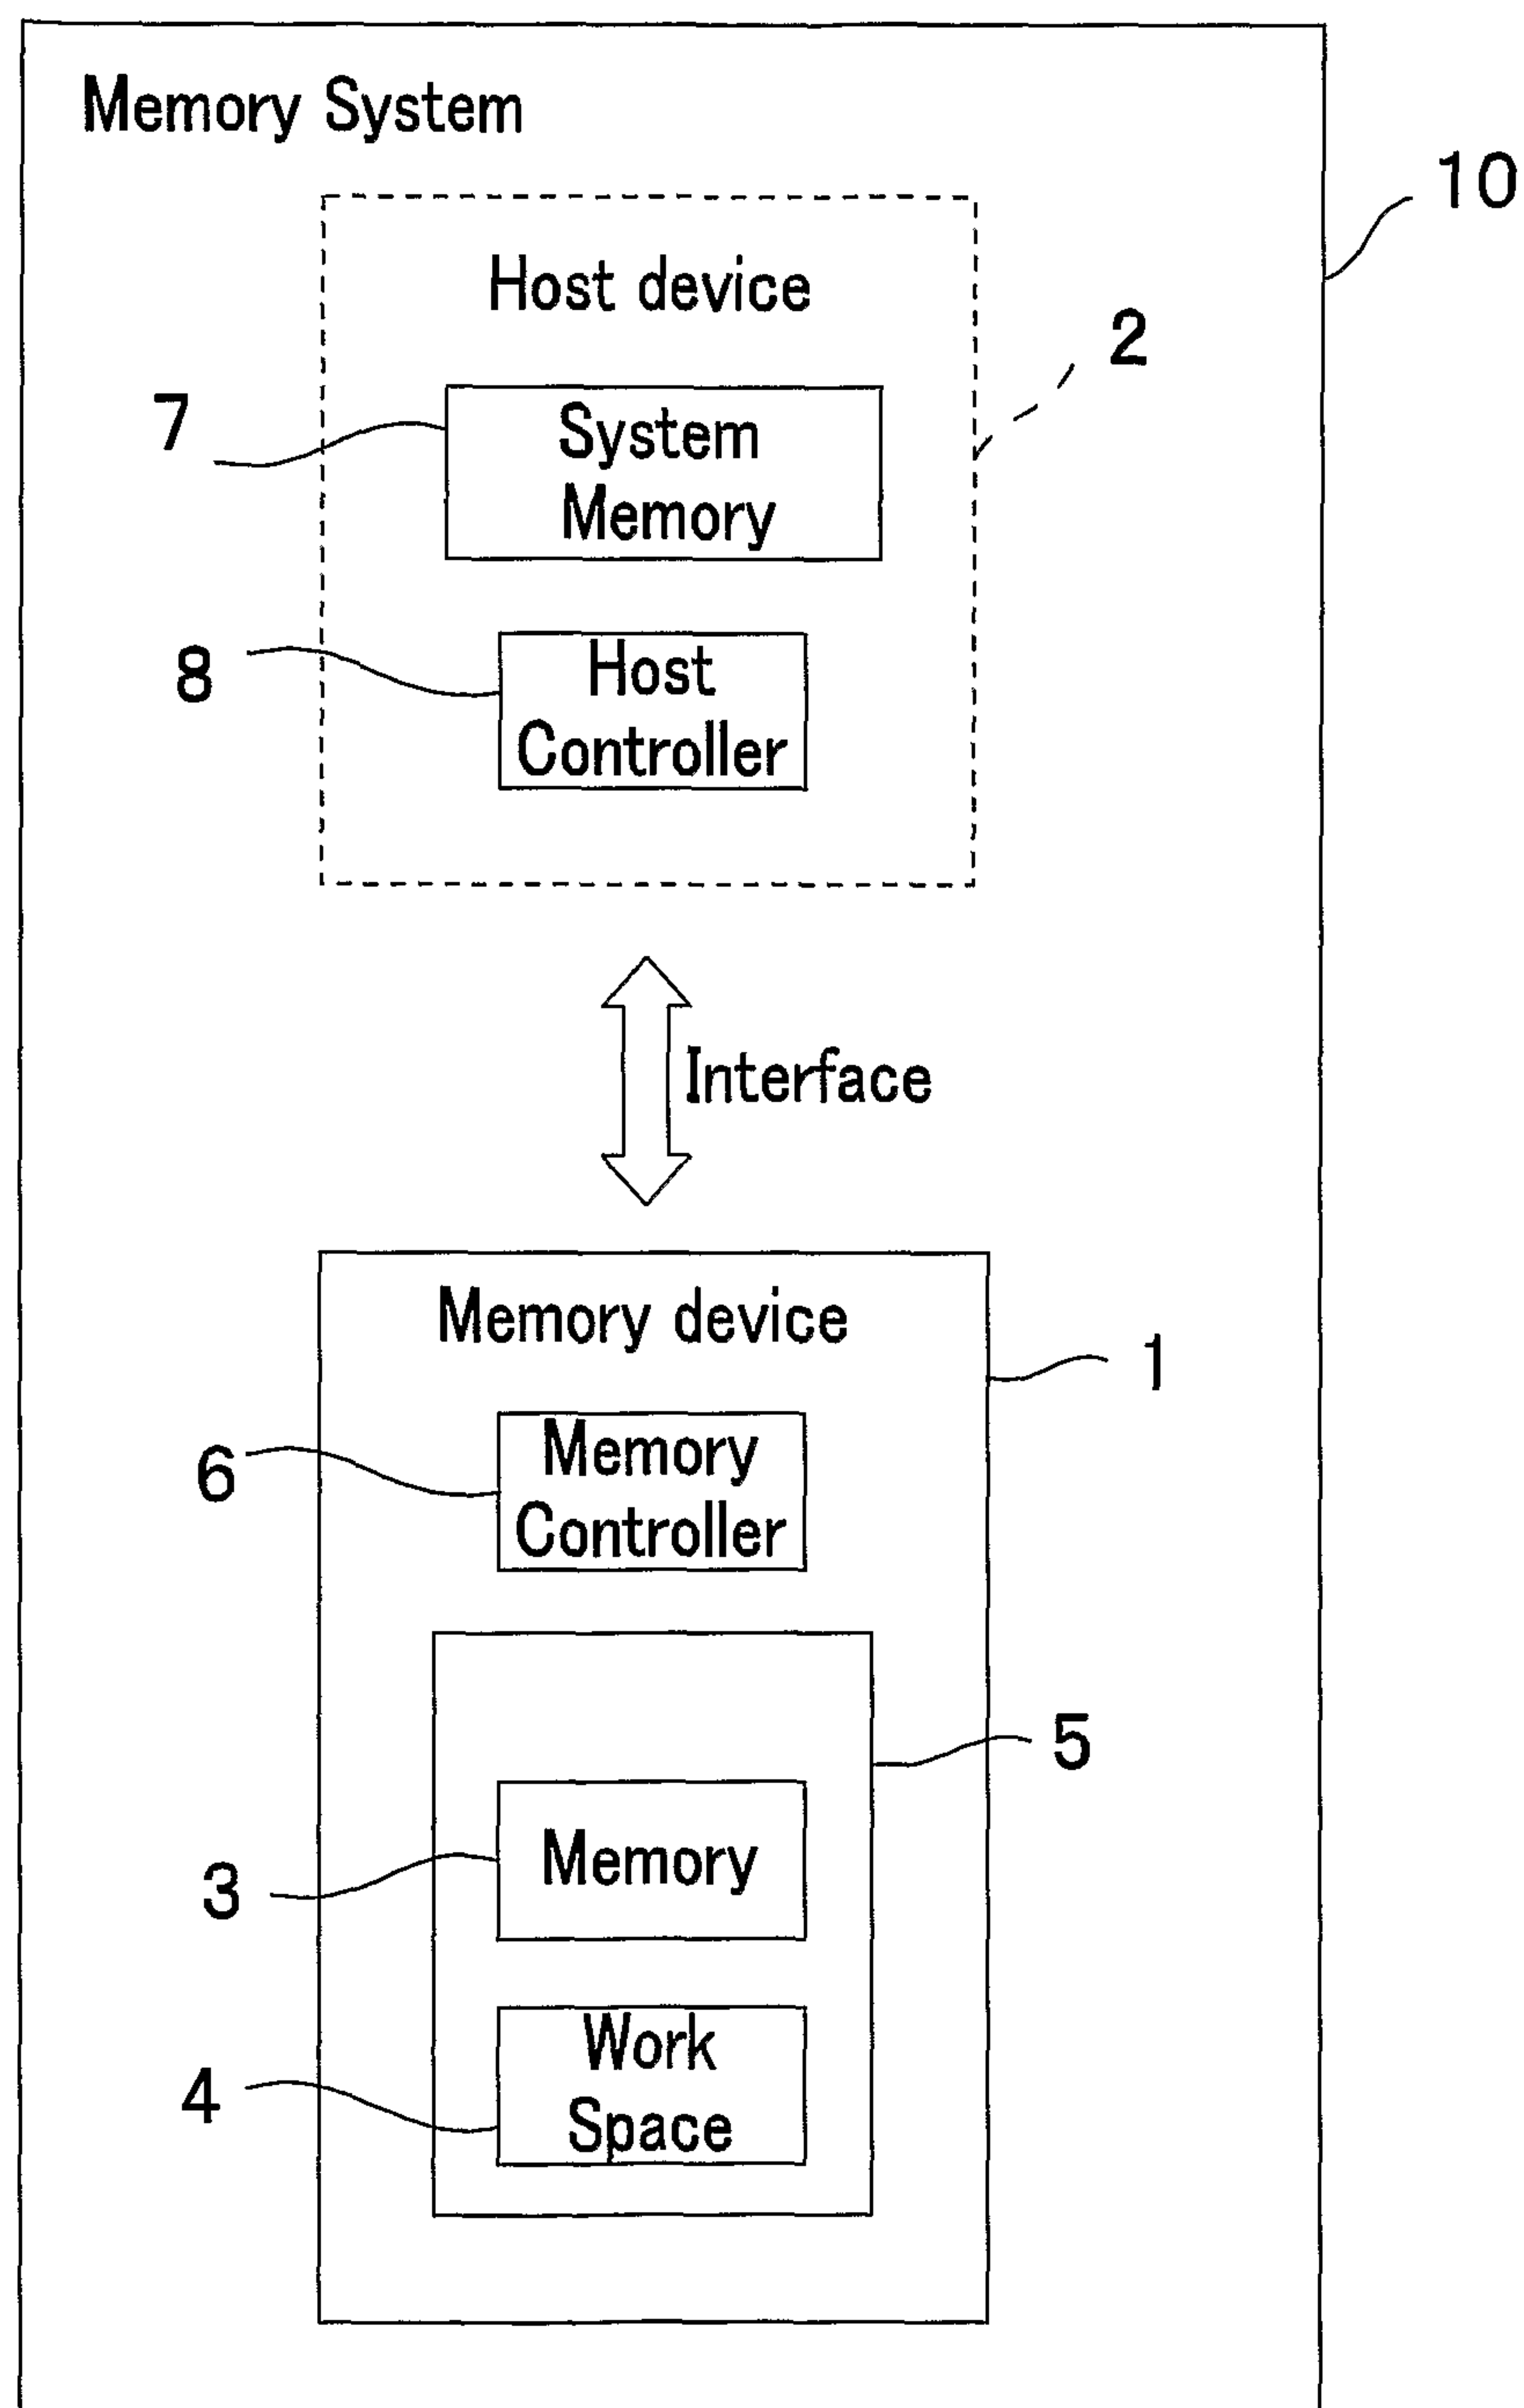 Memory System
10
Host device
2
7
System
Memory
8
Host
Controller
Interface
Memory device
1
6
Memory
Controller
5
3
Memory
4
Work
Space